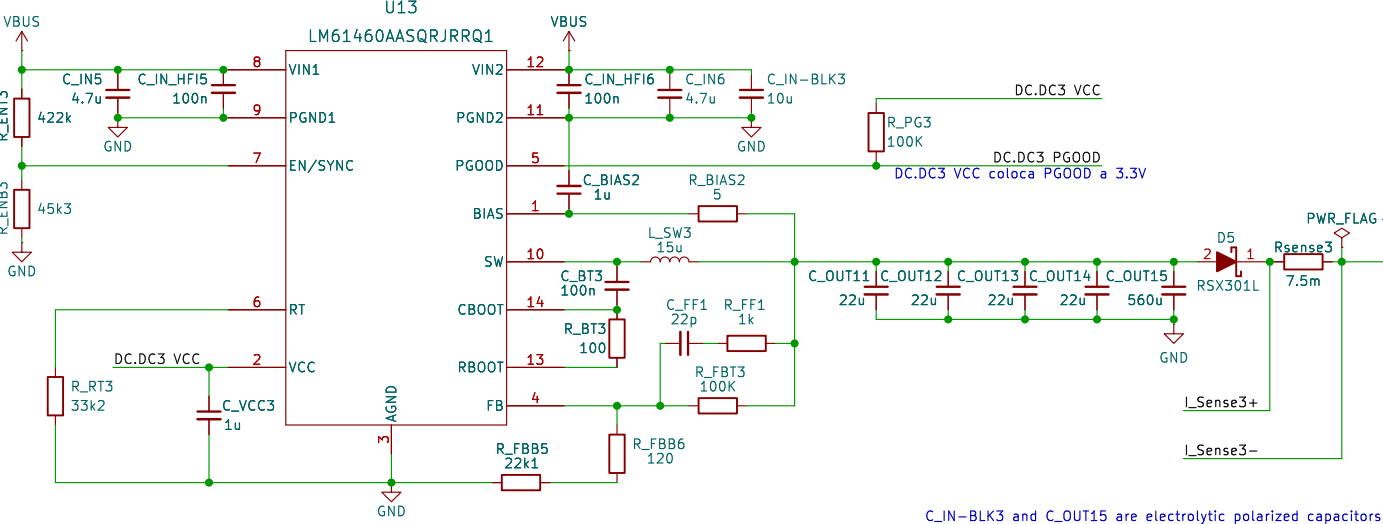 U13
LM61460AASQRJRRQ1
VBUS
VBUS
8 VIN1
VIN2 12
C_IN5
4.7u
C_IN_HFI5
100n
C_IN_HFI6
100n
C_IN6
4.7u
C_IN-BLK3
10u
R_ENT3
422k
9 PGND1
PGND2 11
GND
GND
DC.DC3 VCC
R_PG3
100K
7 EN/SYNC
PGOOD 5
DC.DC3 PGOOD
DC.DC3 VCC coloca PGOOD a 3.3V
R_ENB3
45k3
GND
C_BIAS2
1u
R_BIAS2
5
BIAS 1
L_SW3
15u
SW 10
C_BT3
100n
C_OUT11
22u
C_OUT12
22u
C_OUT13
22u
C_OUT14
22u
C_OUT15
560u
GND
D5
2 1
RSX301L
Rsense3
7.5m
PWR_FLAG
6 RT
CBOOT 14
R_BT3
100
C_FF1
22p
R_FF1
1k
DC.DC3 VCC
2 VCC
RBOOT 13
R_FBT3
100K
R_RT3
33k2
C_VCC3
1u
AGND
3
FB 4
I_Sense3+
I_Sense3-
R_FBB5
22k1
R_FBB6
120
GND
C_IN-BLK3 and C_OUT15 are electrolytic polarized capacitors